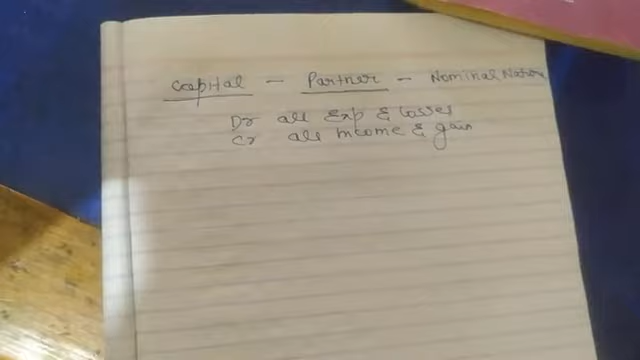 Capital - Partner - Nominal Nature
Dr all Exp & losses
Cr all income & gain